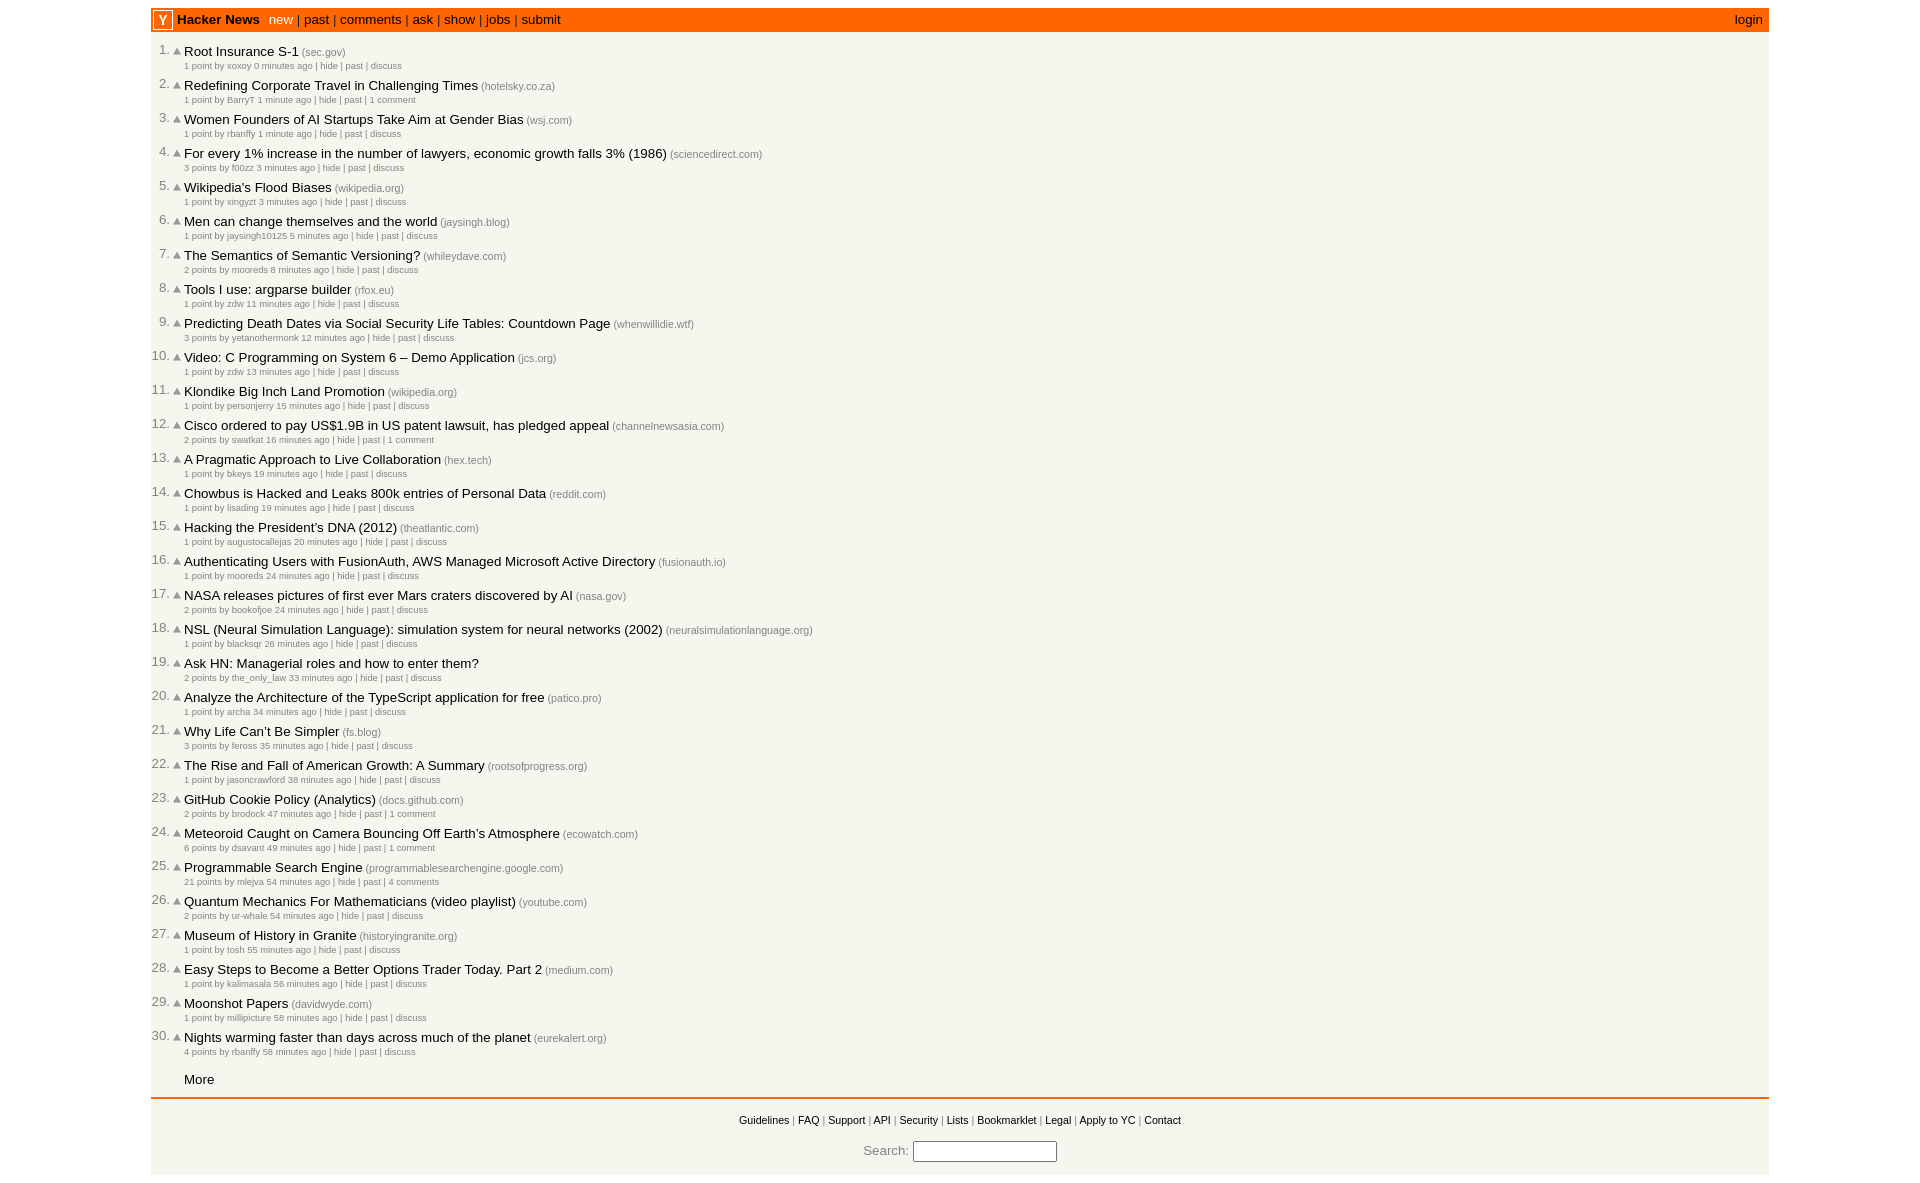 Y Hacker News new | past | comments | ask | show | jobs | submit login
1. Root Insurance S-1 (sec.gov)
1 point by xoxoy 0 minutes ago | hide | past | discuss
2. Redefining Corporate Travel in Challenging Times (hotelsky.co.za)
1 point by BarryT 1 minute ago | hide | past | 1 comment
3. Women Founders of AI Startups Take Aim at Gender Bias (wsj.com)
1 point by rbanffy 1 minute ago | hide | past | discuss
4. For every 1% increase in the number of lawyers, economic growth falls 3% (1986) (sciencedirect.com)
3 points by f00zz 3 minutes ago | hide | past | discuss
5. Wikipedia's Flood Biases (wikipedia.org)
1 point by xingyzt 3 minutes ago | hide | past | discuss
6. Men can change themselves and the world (jaysingh.blog)
1 point by jaysingh10125 5 minutes ago | hide | past | discuss
7. The Semantics of Semantic Versioning? (whileydave.com)
2 points by mooreds 8 minutes ago | hide | past | discuss
8. Tools I use: argparse builder (rfox.eu)
1 point by zdw 11 minutes ago | hide | past | discuss
9. Predicting Death Dates via Social Security Life Tables: Countdown Page (whenwillidie.wtf)
3 points by yetanothermonk 12 minutes ago | hide | past | discuss
10. Video: C Programming on System 6 – Demo Application (jcs.org)
1 point by zdw 13 minutes ago | hide | past | discuss
11. Klondike Big Inch Land Promotion (wikipedia.org)
1 point by personjerry 15 minutes ago | hide | past | discuss
12. Cisco ordered to pay US$1.9B in US patent lawsuit, has pledged appeal (channelnewsasia.com)
2 points by swatkat 16 minutes ago | hide | past | 1 comment
13. A Pragmatic Approach to Live Collaboration (hex.tech)
1 point by bkeys 19 minutes ago | hide | past | discuss
14. Chowbus is Hacked and Leaks 800k entries of Personal Data (reddit.com)
1 point by lisading 19 minutes ago | hide | past | discuss
15. Hacking the President’s DNA (2012) (theatlantic.com)
1 point by augustocallejas 20 minutes ago | hide | past | discuss
16. Authenticating Users with FusionAuth, AWS Managed Microsoft Active Directory (fusionauth.io)
1 point by mooreds 24 minutes ago | hide | past | discuss
17. NASA releases pictures of first ever Mars craters discovered by AI (nasa.gov)
2 points by bookofjoe 24 minutes ago | hide | past | discuss
18. NSL (Neural Simulation Language): simulation system for neural networks (2002) (neuralsimulationlanguage.org)
1 point by blacksqr 26 minutes ago | hide | past | discuss
19. Ask HN: Managerial roles and how to enter them?
2 points by the_only_law 33 minutes ago | hide | past | discuss
20. Analyze the Architecture of the TypeScript application for free (patico.pro)
1 point by archa 34 minutes ago | hide | past | discuss
21. Why Life Can’t Be Simpler (fs.blog)
3 points by feross 35 minutes ago | hide | past | discuss
22. The Rise and Fall of American Growth: A Summary (rootsofprogress.org)
1 point by jasoncrawford 38 minutes ago | hide | past | discuss
23. GitHub Cookie Policy (Analytics) (docs.github.com)
2 points by brodock 47 minutes ago | hide | past | 1 comment
24. Meteoroid Caught on Camera Bouncing Off Earth’s Atmosphere (ecowatch.com)
6 points by dsavant 49 minutes ago | hide | past | 1 comment
25. Programmable Search Engine (programmablesearchengine.google.com)
21 points by mlejva 54 minutes ago | hide | past | 4 comments
26. Quantum Mechanics For Mathematicians (video playlist) (youtube.com)
2 points by ur-whale 54 minutes ago | hide | past | discuss
27. Museum of History in Granite (historyingranite.org)
1 point by tosh 55 minutes ago | hide | past | discuss
28. Easy Steps to Become a Better Options Trader Today. Part 2 (medium.com)
1 point by kalimasala 56 minutes ago | hide | past | discuss
29. Moonshot Papers (davidwyde.com)
1 point by millipicture 58 minutes ago | hide | past | discuss
30. Nights warming faster than days across much of the planet (eurekalert.org)
4 points by rbanffy 58 minutes ago | hide | past | discuss
More
Guidelines | FAQ | Support | API | Security | Lists | Bookmarklet | Legal | Apply to YC | Contact
Search: